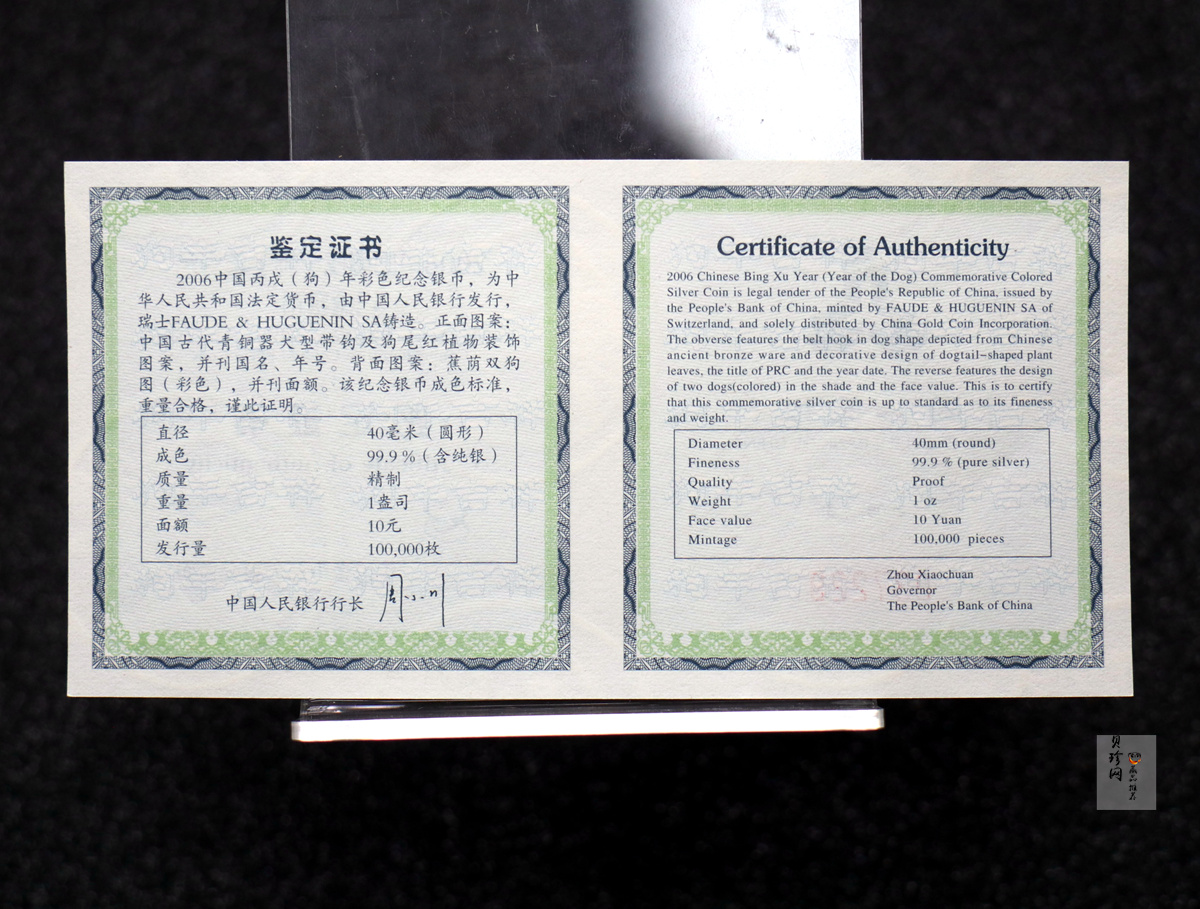 鉴定证书
2006中国丙戌（狗）年彩色纪念银币，为中
华人民共和国法定货币，由中国人民银行发行，
瑞士FAUDE & HUGUENIN SA铸造。正面图案：
中国古代青铜器犬型带钩及狗尾红植物装饰
图案，并刊国名、年号。背面图案：蕉荫双狗
图（彩色），并刊面额。该纪念银币成色标准，
重量合格，谨此证明。
直径 40毫米（圆形）
成色 99.9%（含纯银）
质量 精制
重量 1盎司
面额 10元
发行量 100,000枚
中国人民银行行长 周小川
Certificate of Authenticity
2006 Chinese Bing Xu Year (Year of the Dog) Commemorative Colored
Silver Coin is legal tender of the People's Republic of China, issued by
the People's Bank of China, minted by FAUDE & HUGUENIN SA of
Switzerland, and solely distributed by China Gold Coin Incorporation.
The obverse features the belt hook in dog shape depicted from Chinese
ancient bronze ware and decorative design of dogtail-shaped plant
leaves, the title of PRC and the year date. The reverse features the design
of two dogs(colored) in the shade and the face value. This is to certify
that this commemorative silver coin is up to standard as to its fineness
and weight.
Diameter 40mm (round)
Fineness 99.9 % (pure silver)
Quality Proof
Weight 1 oz
Face value 10 Yuan
Mintage 100,000 pieces
Zhou Xiaochuan
Governor
The People's Bank of China
贝珍网